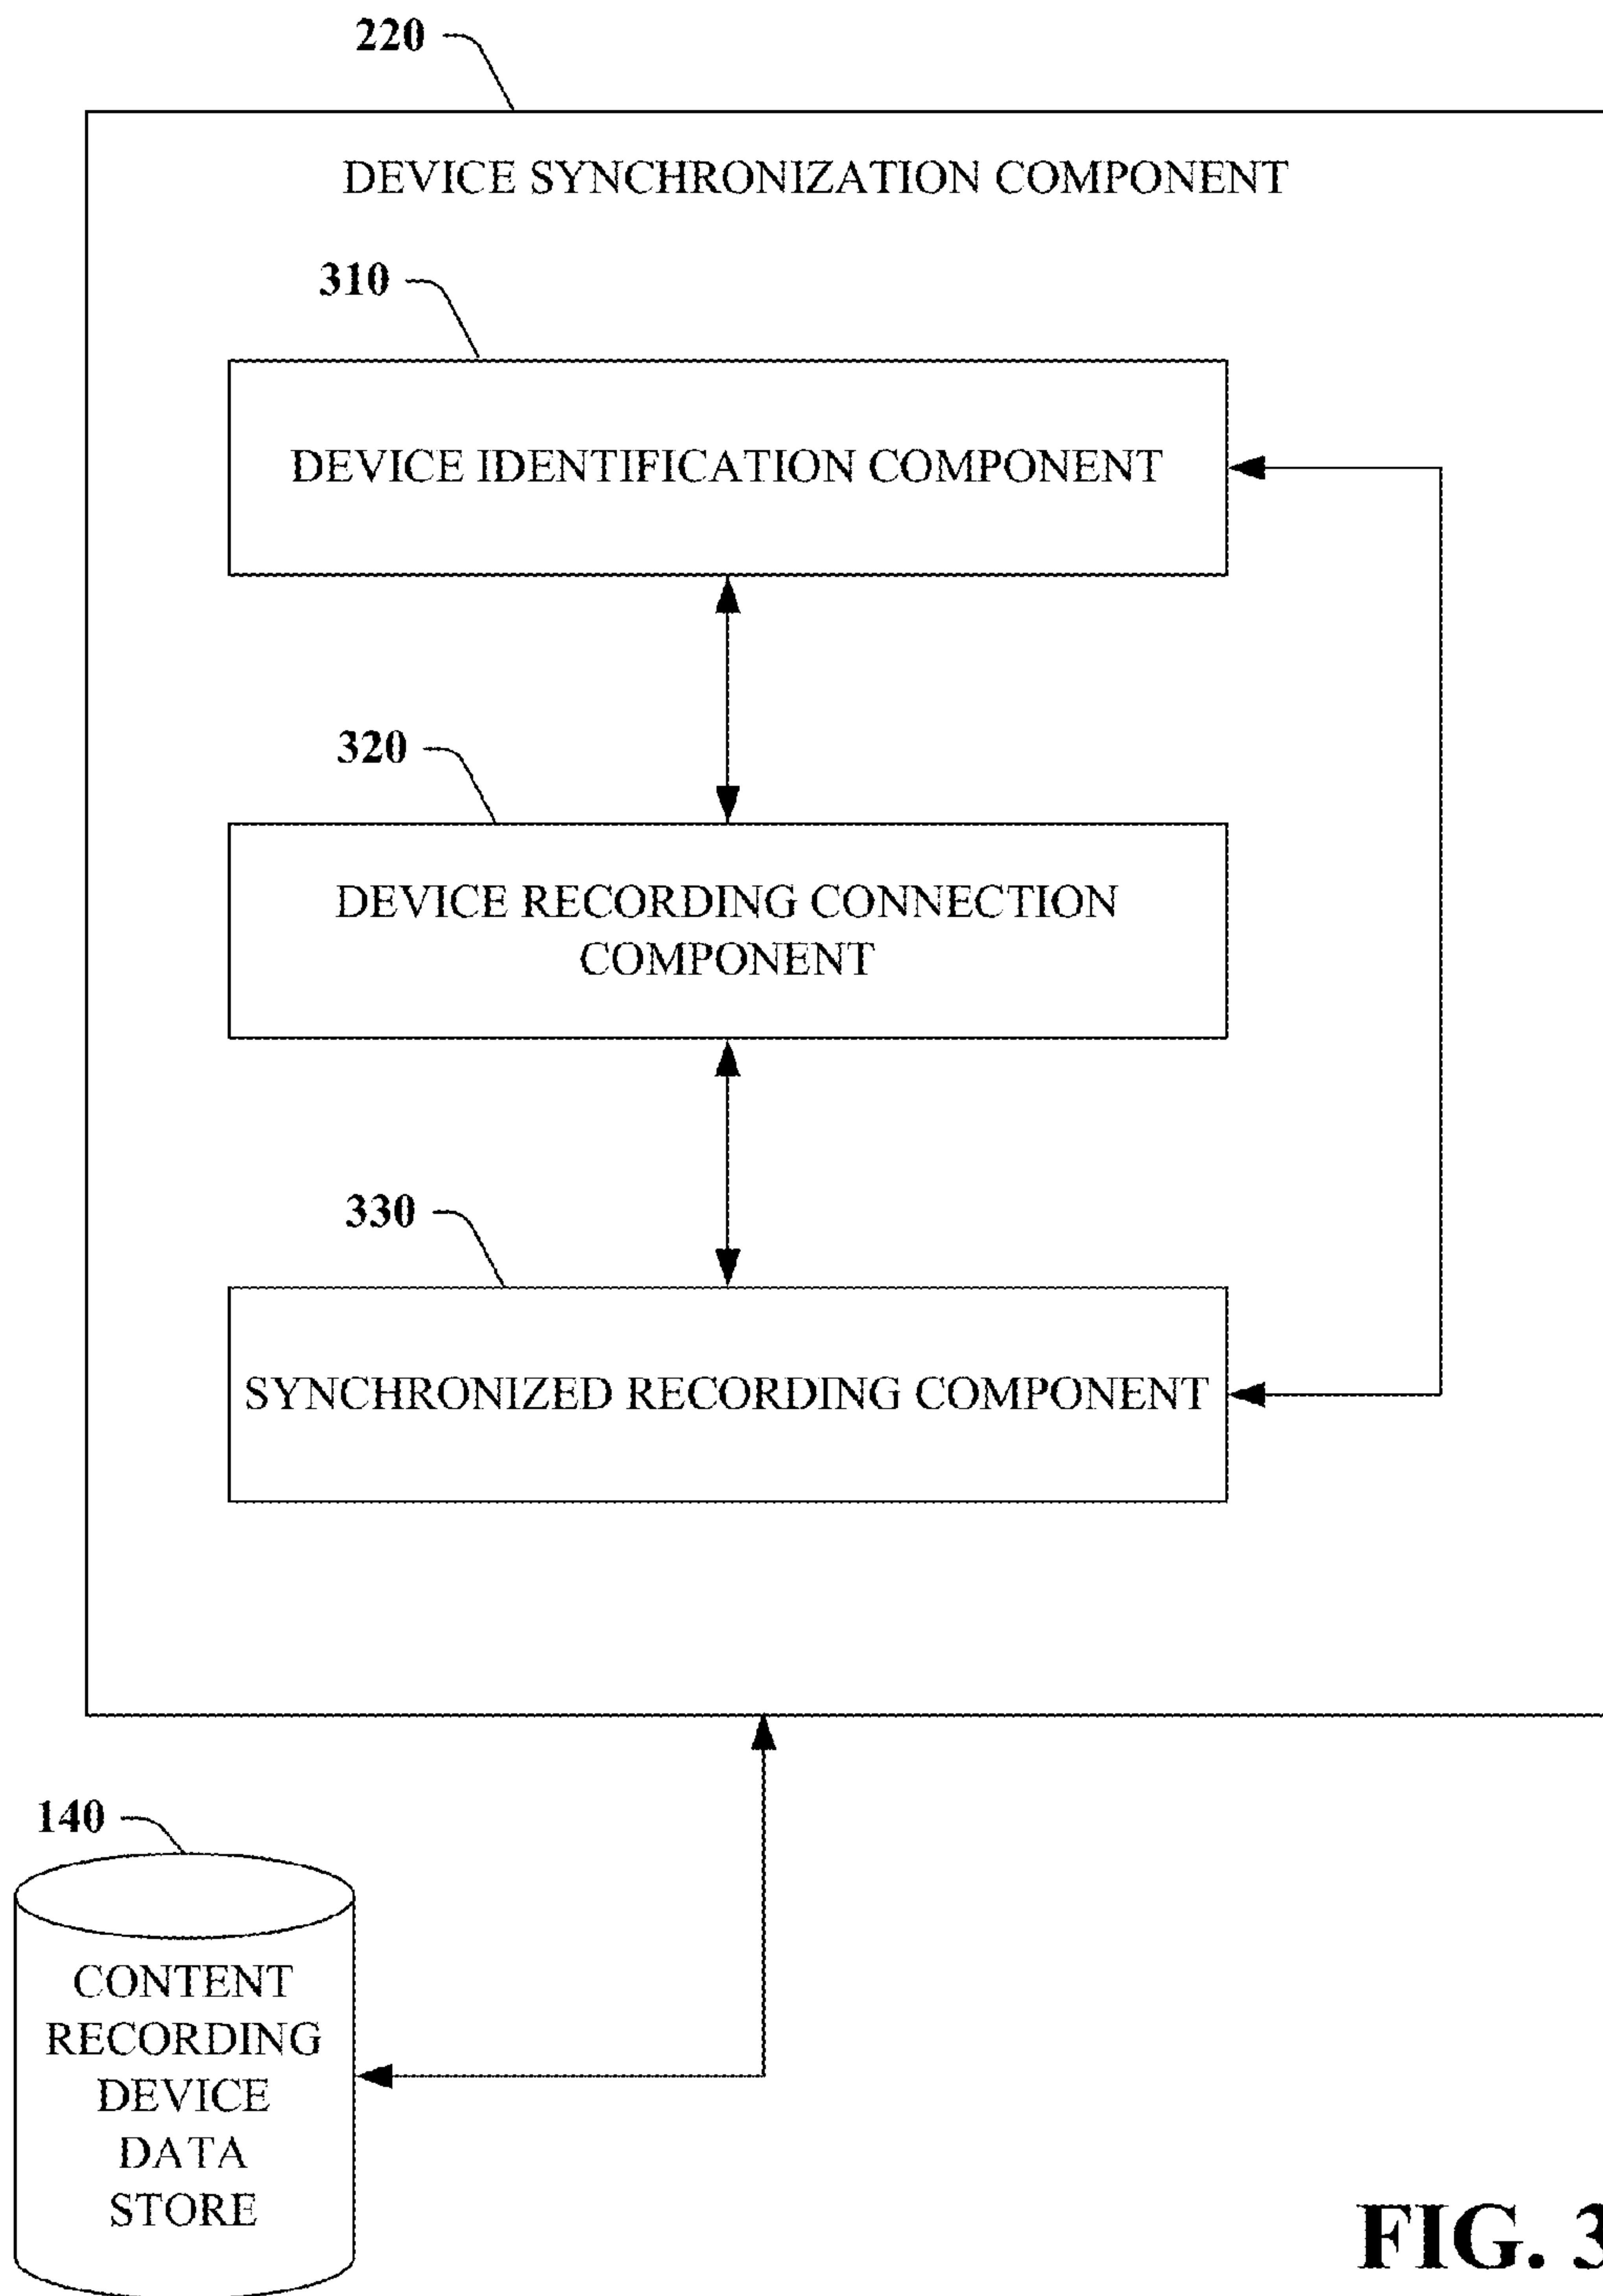 220
DEVICE SYNCHRONIZATION COMPONENT
310
DEVICE IDENTIFICATION COMPONENT
320
DEVICE RECORDING CONNECTION
COMPONENT
330
SYNCHRONIZED RECORDING COMPONENT
140
CONTENT
RECORDING
DEVICE
DATA
STORE
FIG. 3